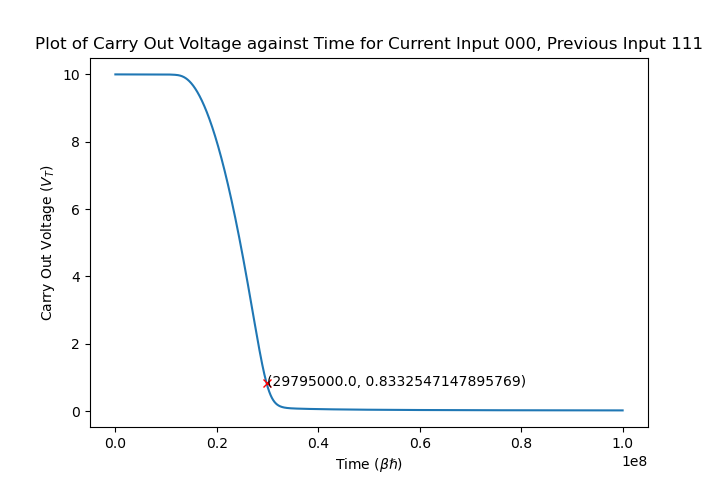 Plot of Carry Out Voltage against Time for Current Input 000, Previous Input 111
10
8
6
4
2
0
Carry Out Voltage (V_T)
(29795000.0, 0.8332547147895769)
0.0 0.2 0.4 0.6 0.8 1.0
1e8
Time (βℏ)